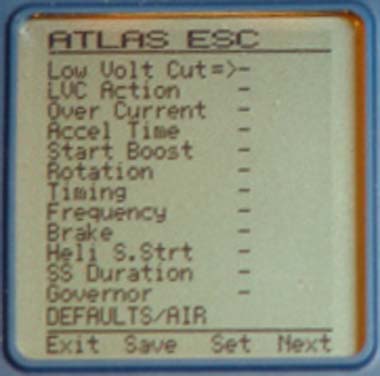 ATLAS ESC
Low Volt Cut=>-
LVC Action -
Over Current -
Accel Time -
Start Boost -
Rotation -
Timing -
Frequency -
Brake -
Heli S.Strt -
SS Duration -
Governor -
DEFAULTS/AIR
Exit Save Set Next